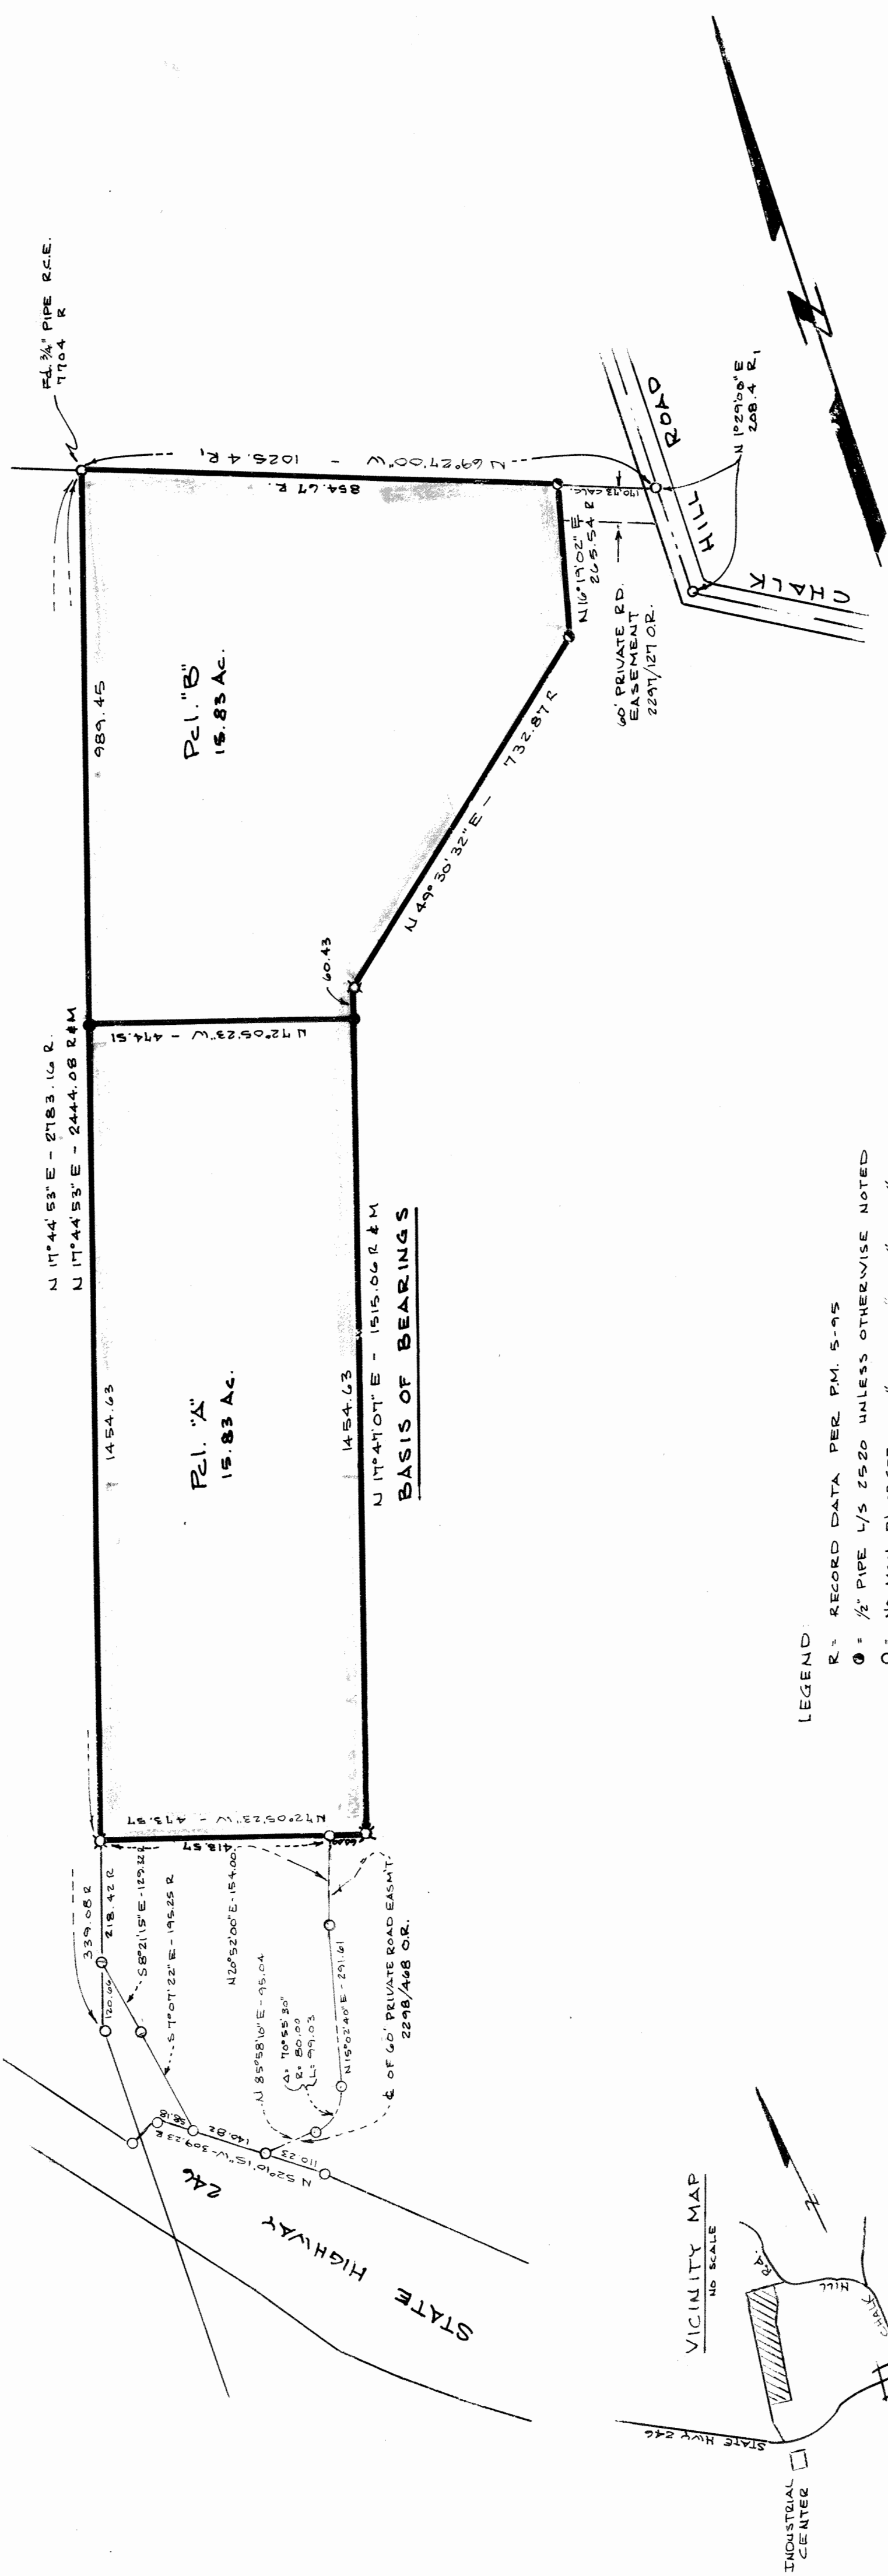 Fd. 3/4" PIPE R.C.E.
7704 R
N 69°27'00" W - 1025.4 R1
854.67 R.
N 17°44'53" E - 2783.16 R.
N 17°44'53" E - 2444.08 R & M
989.45
Pcl. "B"
15.83 Ac.
170.73 CALC.
N 16°19'02" E
265.54 R
60' PRIVATE RD.
EASEMENT
2297/127 O.R.
CHALK HILL ROAD
N 1°29'00" E
208.4 R1
N 49°30'32" E - 732.87 R
60.43
N 72°05'23" W - 474.51
1454.63
Pcl. "A"
15.83 Ac.
1454.63
N 17°47'07" E - 1515.06 R & M
BASIS OF BEARINGS
N 72°05'23" W - 473.57
413.57
339.08 R
218.42 R
120.66
S 8°21'15" E - 129.22 R
S 7°07'22" E - 195.25 R
N 20°52'00" E - 154.00
N 85°58'10" E - 95.04
Δ = 70°55'30"
R = 80.00
L = 99.03
N 15°02'40" E - 291.61
℄ OF 60' PRIVATE ROAD EASM'T.
2298/468 O.R.
58.18
140.82
110.23
N 52°10'15" W - 309.23 R
STATE HIGHWAY 246
LEGEND:
R = RECORD DATA PER P.M. 5-95
= 1/2" PIPE L/S 2520 UNLESS OTHERWISE NOTED
VICINITY MAP
NO SCALE
N
RD.
HILL
CHALK
STATE HWY 246
INDUSTRIAL
CENTER